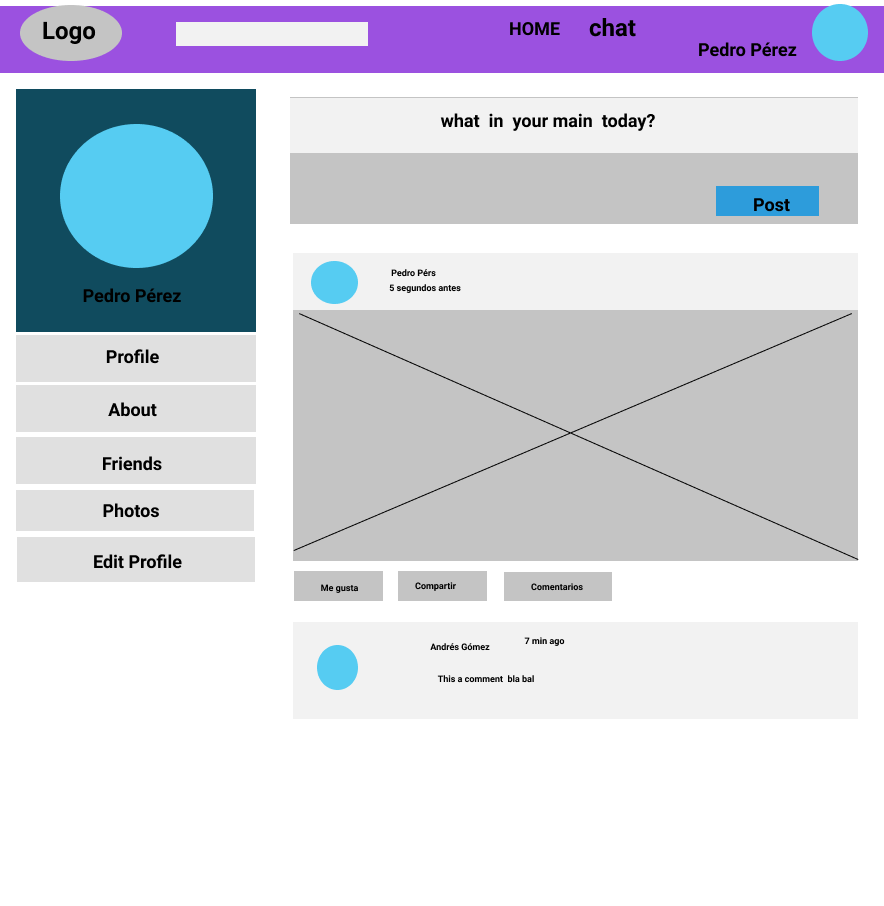 Logo
HOME
chat
Pedro Pérez
Pedro Pérez
Profile
About
Friends
Photos
Edit Profile
what in your main today?
Post
Pedro Pérs
5 segundos antes
Me gusta
Compartir
Comentarios
Andrés Gómez
7 min ago
This a comment bla bal